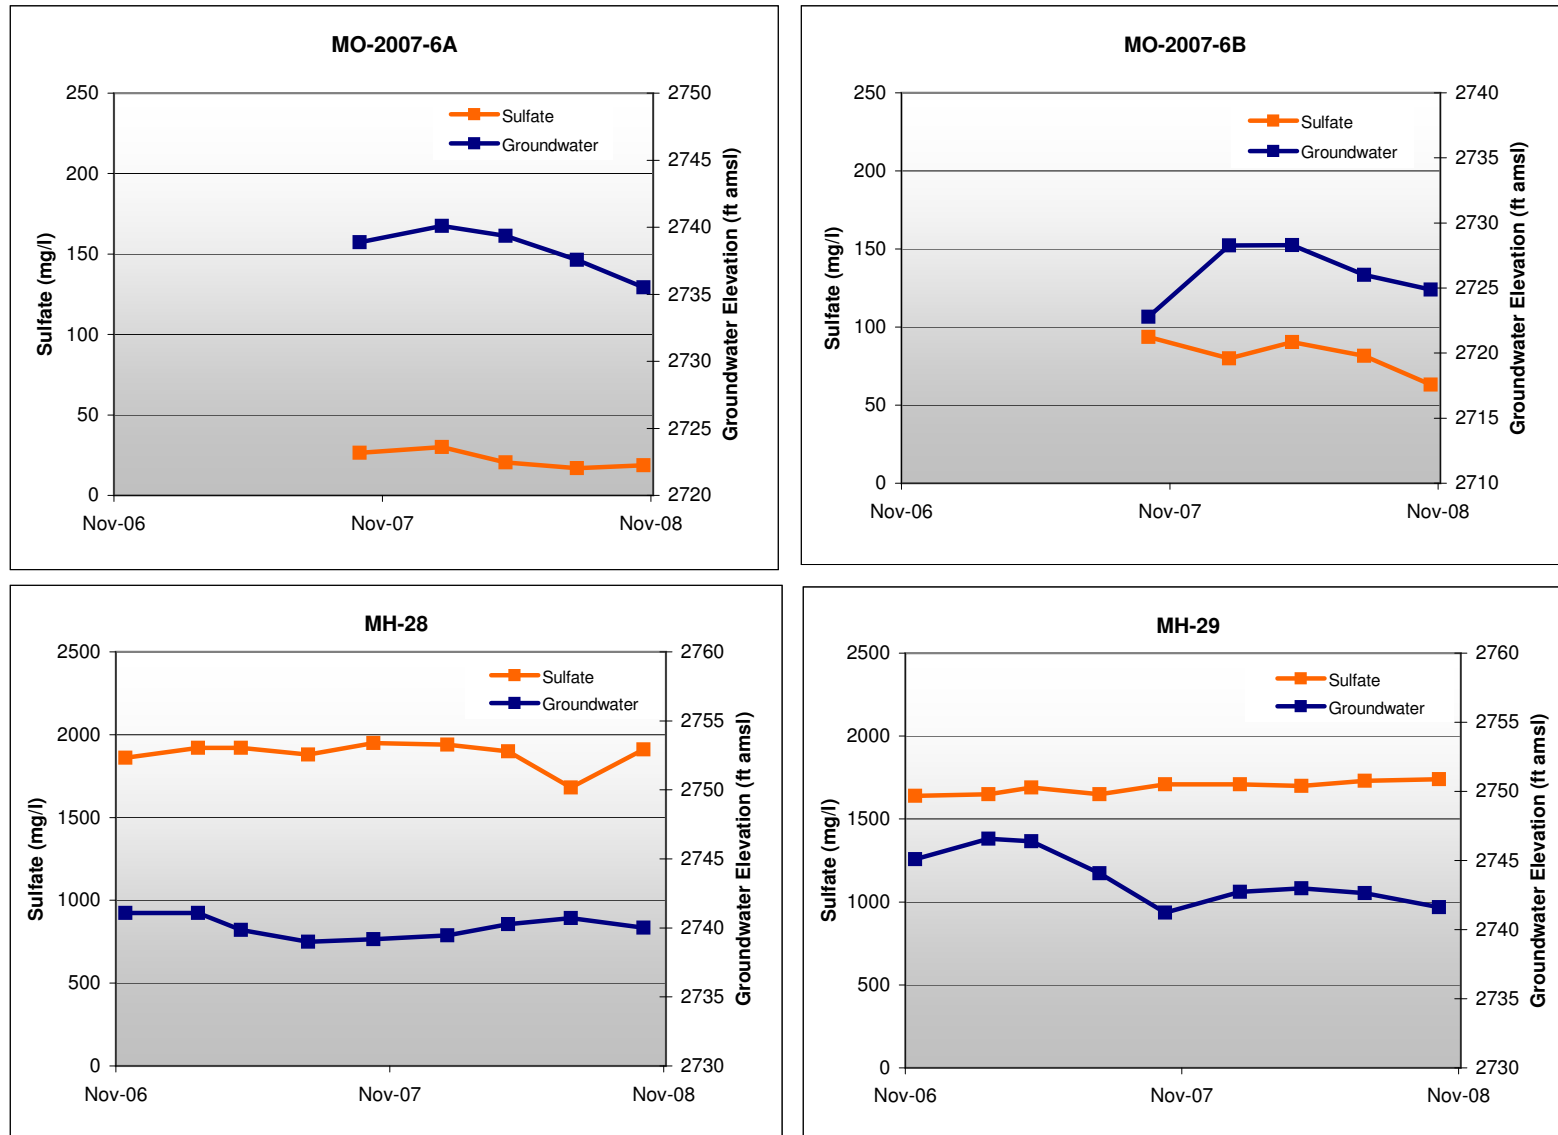 MO-2007-6A
250
200
150
100
50
0
Sulfate (mg/l)
Sulfate
Groundwater
2750
2745
2740
2735
2730
2725
2720
Groundwater Elevation (ft amsl)
Nov-06 Nov-07 Nov-08
MO-2007-6B
250
200
150
100
50
0
Sulfate (mg/l)
Sulfate
Groundwater
2740
2735
2730
2725
2720
2715
2710
Groundwater Elevation (ft amsl)
Nov-06 Nov-07 Nov-08
MH-28
2500
2000
1500
1000
500
0
Sulfate (mg/l)
Sulfate
Groundwater
2760
2755
2750
2745
2740
2735
2730
Groundwater Elevation (ft amsl)
Nov-06 Nov-07 Nov-08
MH-29
2500
2000
1500
1000
500
0
Sulfate (mg/l)
Sulfate
Groundwater
2760
2755
2750
2745
2740
2735
2730
Groundwater Elevation (ft amsl)
Nov-06 Nov-07 Nov-08